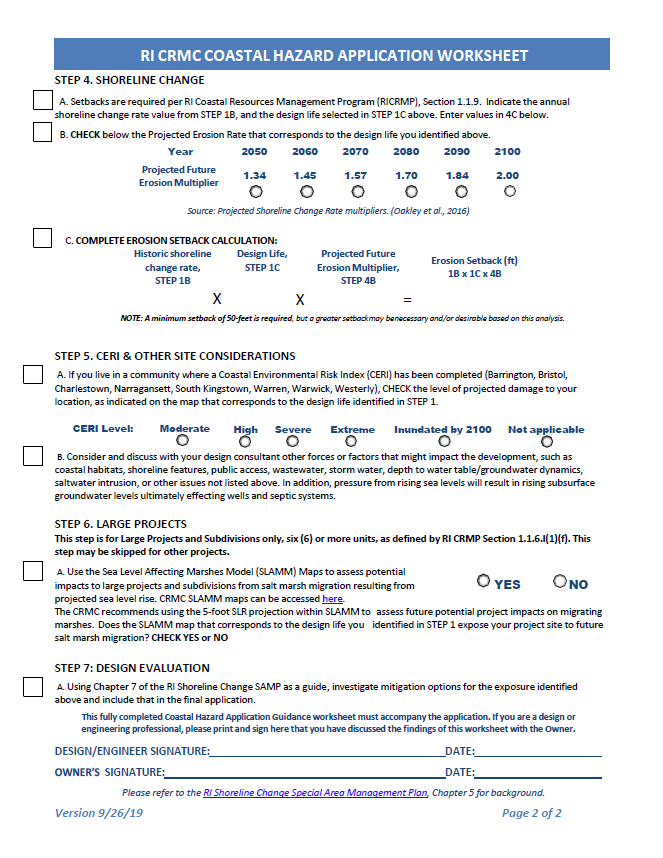 RI CRMC COASTAL HAZARD APPLICATION WORKSHEET
STEP 4. SHORELINE CHANGE
A. Setbacks are required per RI Coastal Resources Management Program (RICRMP), Section 1.1.9. Indicate the annual
shoreline change rate value from STEP 1B, and the design life selected in STEP 1C above. Enter values in 4C below.
B. CHECK below the Projected Erosion Rate that corresponds to the design life you identified above.
Year 2050 2060 2070 2080 2090 2100
Projected Future
Erosion Multiplier 1.34 1.45 1.57 1.70 1.84 2.00
Source: Projected Shoreline Change Rate multipliers. (Oakley et al., 2016)
C. COMPLETE EROSION SETBACK CALCULATION:
Historic shoreline Design Life, Projected Future Erosion Setback (ft)
change rate, STEP 1C Erosion Multiplier, 1B x 1C x 4B
STEP 1B STEP 4B
X X =
NOTE: A minimum setback of 50-feet is required, but a greater setbackmay benecessary and/or desirable based on this analysis.
STEP 5. CERI & OTHER SITE CONSIDERATIONS
A. If you live in a community where a Coastal Environmental Risk Index (CERI) has been completed (Barrington, Bristol,
Charlestown, Narragansett, South Kingstown, Warren, Warwick, Westerly), CHECK the level of projected damage to your
location, as indicated on the map that corresponds to the design life identified in STEP 1.
CERI Level: Moderate High Severe Extreme Inundated by 2100 Not applicable
B. Consider and discuss with your design consultant other forces or factors that might impact the development, such as
coastal habitats, shoreline features, public access, wastewater, storm water, depth to water table/groundwater dynamics,
saltwater intrusion, or other issues not listed above. In addition, pressure from rising sea levels will result in rising subsurface
groundwater levels ultimately effecting wells and septic systems.
STEP 6. LARGE PROJECTS
This step is for Large Projects and Subdivisions only, six (6) or more units, as defined by RI CRMP Section 1.1.6.I(1)(f). This
step may be skipped for other projects.
A. Use the Sea Level Affecting Marshes Model (SLAMM) Maps to assess potential
impacts to large projects and subdivisions from salt marsh migration resulting from
projected sea level rise. CRMC SLAMM maps can be accessed here.
YES NO
The CRMC recommends using the 5-foot SLR projection within SLAMM to assess future potential project impacts on migrating
marshes. Does the SLAMM map that corresponds to the design life you identified in STEP 1 expose your project site to future
salt marsh migration? CHECK YES or NO
STEP 7: DESIGN EVALUATION
A. Using Chapter 7 of the RI Shoreline Change SAMP as a guide, investigate mitigation options for the exposure identified
above and include that in the final application.
This fully completed Coastal Hazard Application Guidance worksheet must accompany the application. If you are a design or
engineering professional, please print and sign here that you have discussed the findings of this worksheet with the Owner.
DESIGN/ENGINEER SIGNATURE: DATE:
OWNER'S SIGNATURE: DATE:
Please refer to the RI Shoreline Change Special Area Management Plan, Chapter 5 for background.
Version 9/26/19 Page 2 of 2